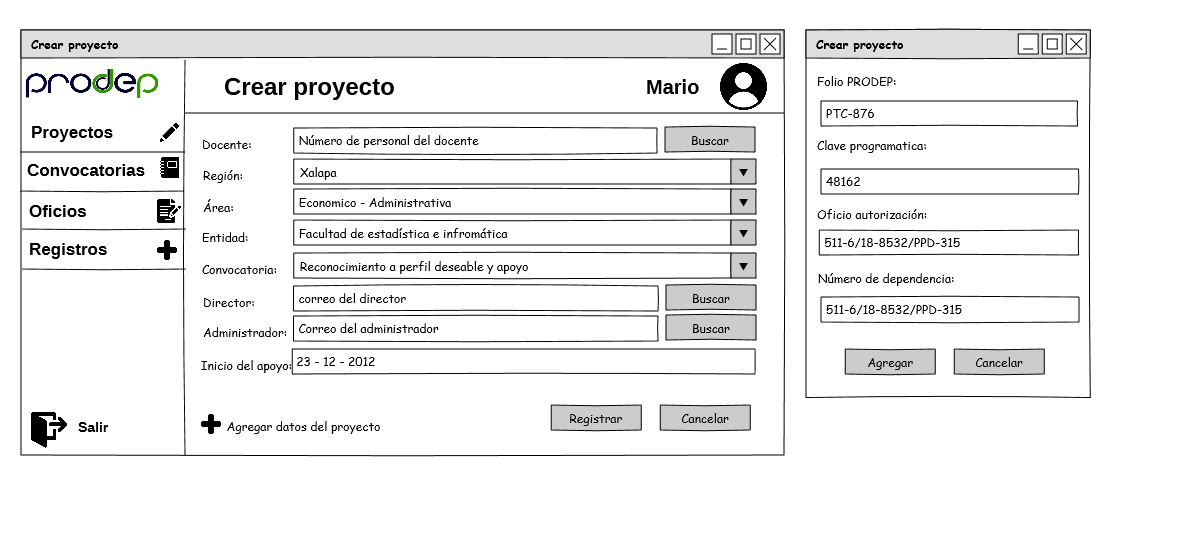 Crear proyecto
prodep
Crear proyecto
Mario
Proyectos
Convocatorias
Oficios
Registros
Salir
Docente: Número de personal del docente Buscar
Región: Xalapa
Área: Economico - Administrativa
Entidad: Facultad de estadística e infromática
Convocatoria: Reconocimiento a perfil deseable y apoyo
Director: correo del director Buscar
Administrador: Correo del administrador Buscar
Inicio del apoyo: 23 - 12 - 2012
Agregar datos del proyecto
Registrar Cancelar
Crear proyecto
Folio PRODEP:
PTC-876
Clave programatica:
48162
Oficio autorización:
511-6/18-8532/PPD-315
Número de dependencia:
511-6/18-8532/PPD-315
Agregar Cancelar